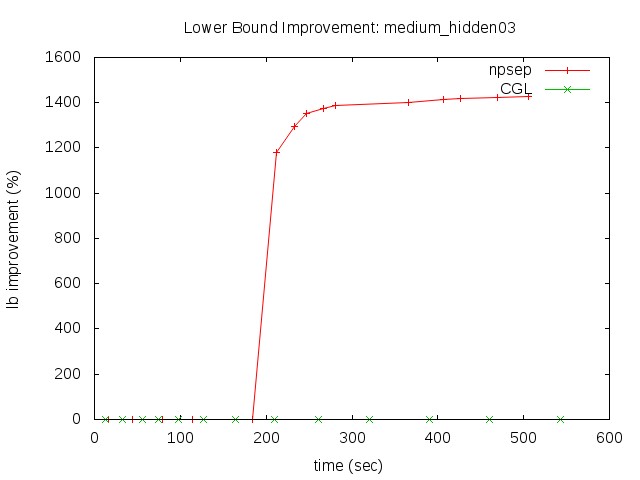 Lower Bound Improvement: medium_hidden03
lb improvement (%)
1600
1400
1200
1000
800
600
400
200
0
npsep
CGL
0 100 200 300 400 500 600
time (sec)